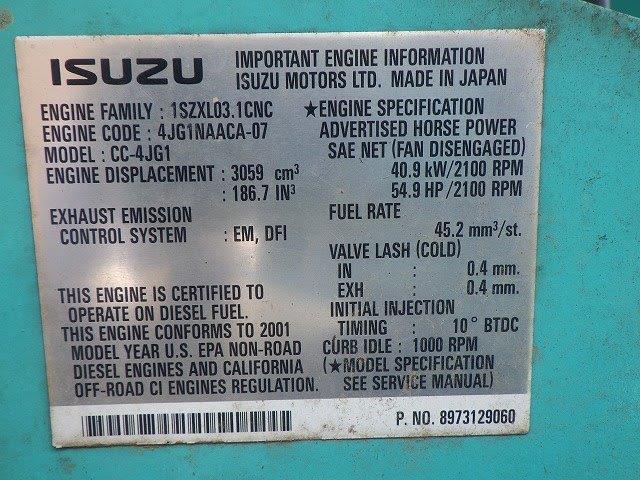 ISUZU
IMPORTANT ENGINE INFORMATION
ISUZU MOTORS LTD. MADE IN JAPAN
ENGINE FAMILY : 1SZXL03.1CNC
ENGINE CODE : 4JG1NAACA-07
MODEL : CC-4JG1
ENGINE DISPLACEMENT : 3059 cm³
: 186.7 IN³
EXHAUST EMISSION
CONTROL SYSTEM : EM, DFI
THIS ENGINE IS CERTIFIED TO
OPERATE ON DIESEL FUEL.
THIS ENGINE CONFORMS TO 2001
MODEL YEAR U.S. EPA NON-ROAD
DIESEL ENGINES AND CALIFORNIA
OFF-ROAD CI ENGINES REGULATION.
★ENGINE SPECIFICATION
ADVERTISED HORSE POWER
SAE NET (FAN DISENGAGED)
40.9 kW/2100 RPM
54.9 HP/2100 RPM
FUEL RATE
45.2 mm³/st.
VALVE LASH (COLD)
IN : 0.4 mm.
EXH : 0.4 mm.
INITIAL INJECTION
TIMING : 10° BTDC
CURB IDLE : 1000 RPM
(★MODEL SPECIFICATION
SEE SERVICE MANUAL)
P. NO. 8973129060